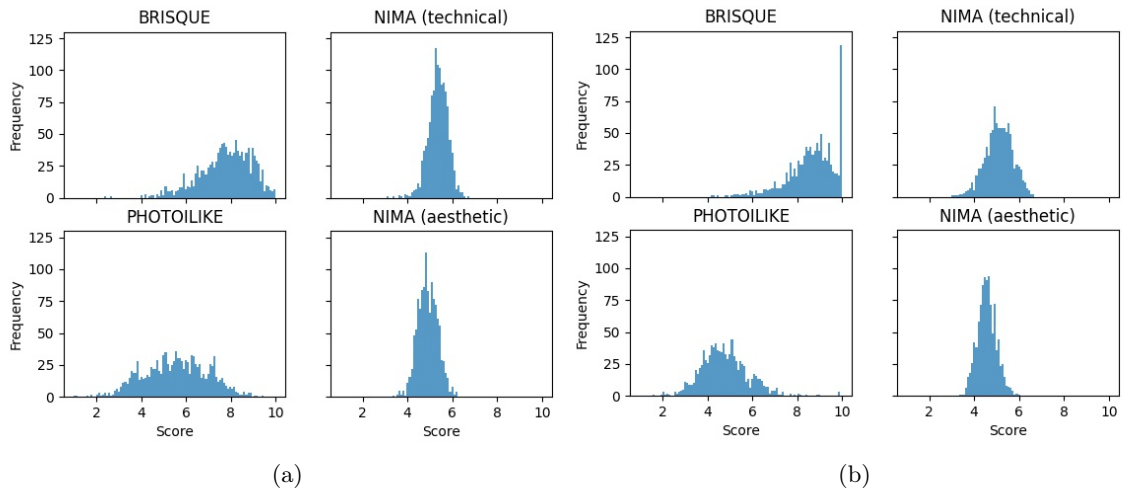 BRISQUE
NIMA (technical)
BRISQUE
NIMA (technical)
125
100
75
50
25
0
Frequency
125
100
75
50
25
0
Frequency
PHOTOILIKE
NIMA (aesthetic)
PHOTOILIKE
NIMA (aesthetic)
125
100
75
50
25
0
Frequency
2 4 6 8 10
Score
2 4 6 8 10
Score
125
100
75
50
25
0
Frequency
2 4 6 8 10
Score
2 4 6 8 10
Score
(a)
(b)